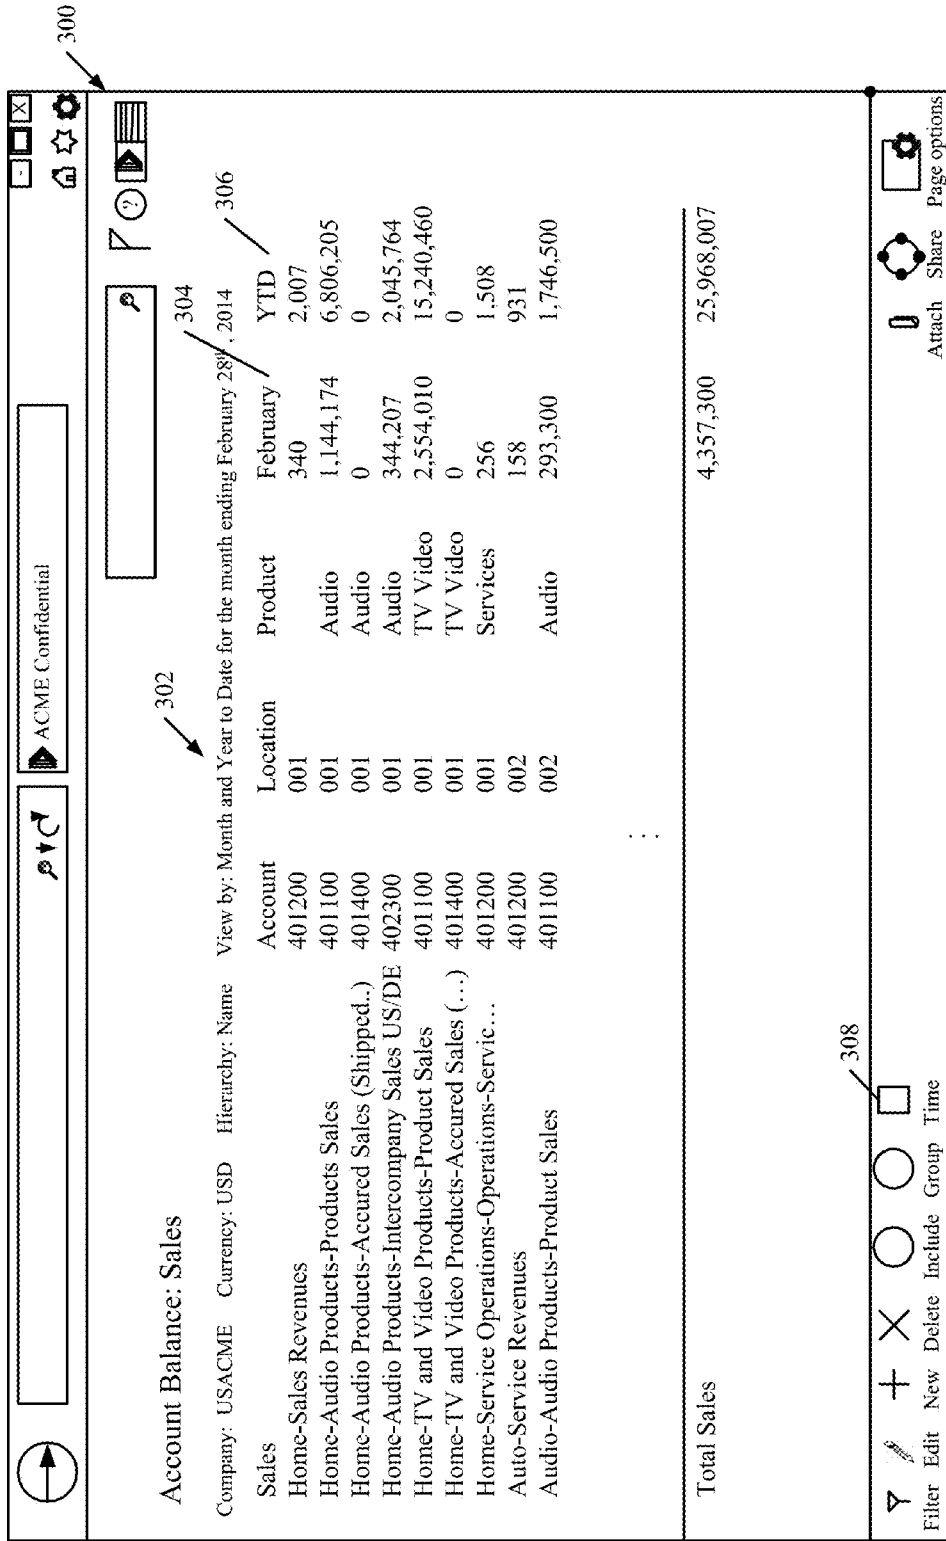 300
- X
ACME Confidential
?
Account Balance: Sales
302
304
306
Company: USACME Currency: USD Hierarchy: Name View by: Month and Year to Date for the month ending February 28th, 2014
Sales Account Location Product February YTD
Home-Sales Revenues 401200 001 340 2,007
Home-Audio Products-Products Sales 401100 001 Audio 1,144,174 6,806,205
Home-Audio Products-Accured Sales (Shipped..) 401400 001 Audio 0 0
Home-Audio Products-Intercompany Sales US/DE 402300 001 Audio 344,207 2,045,764
Home-TV and Video Products-Product Sales 401100 001 TV Video 2,554,010 15,240,460
Home-TV and Video Products-Accured Sales (...) 401400 001 TV Video 0 0
Home-Service Operations-Operations-Servic... 401200 001 Services 256 1,508
Auto-Service Revenues 401200 002 158 931
Audio-Audio Products-Product Sales 401100 002 Audio 293,300 1,746,500
Total Sales 4,357,300 25,968,007
308
Filter Edit New Delete Include Group Time Attach Share Page options